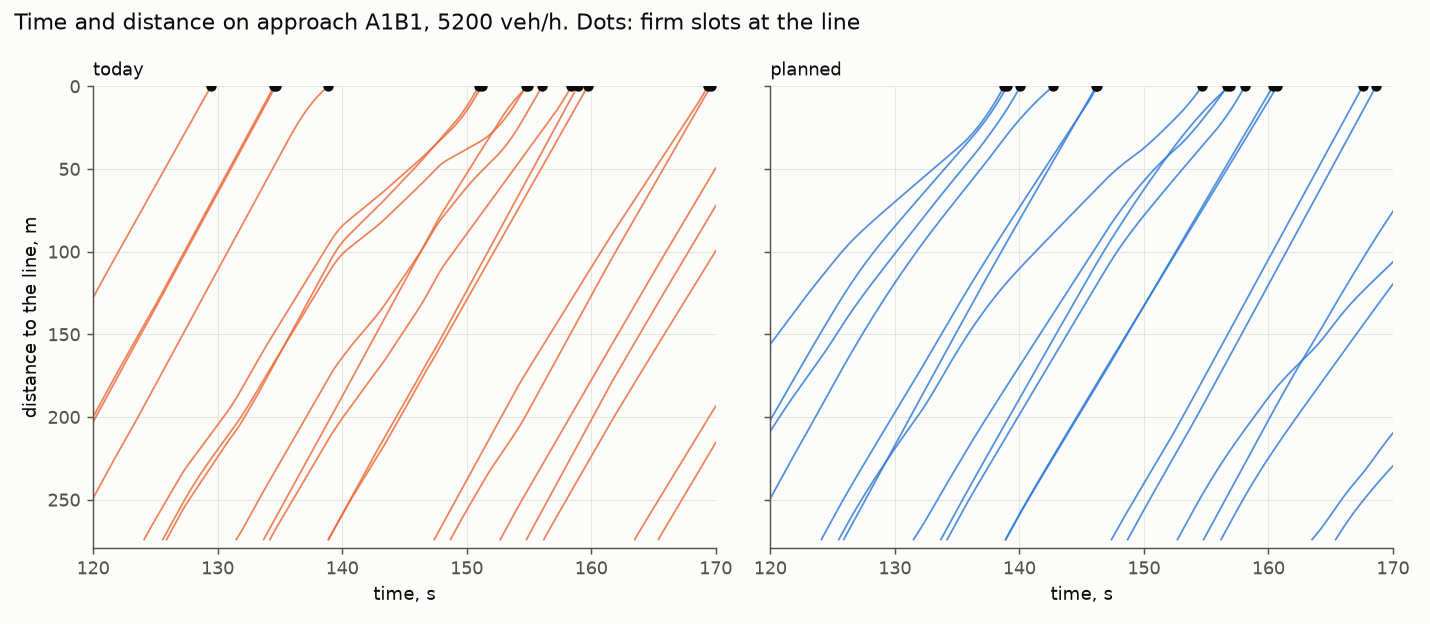 Time and distance on approach A1B1, 5200 veh/h. Dots: firm slots at the line
today
planned
distance to the line, m
0
50
100
150
200
250
120 130 140 150 160 170
120 130 140 150 160 170
time, s
time, s